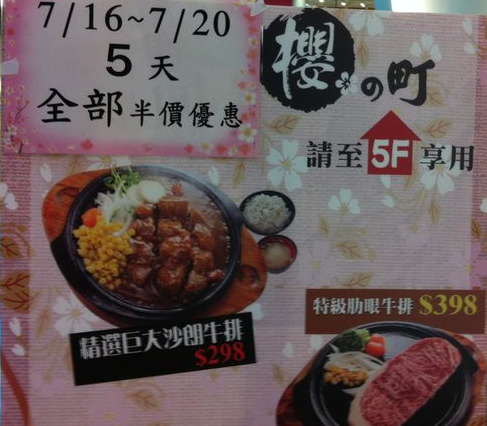 7/16~7/20
5天
全部半價優惠
櫻の町
請至5F享用
特級肋眼牛排 $398
精選巨大沙朗牛排
$298